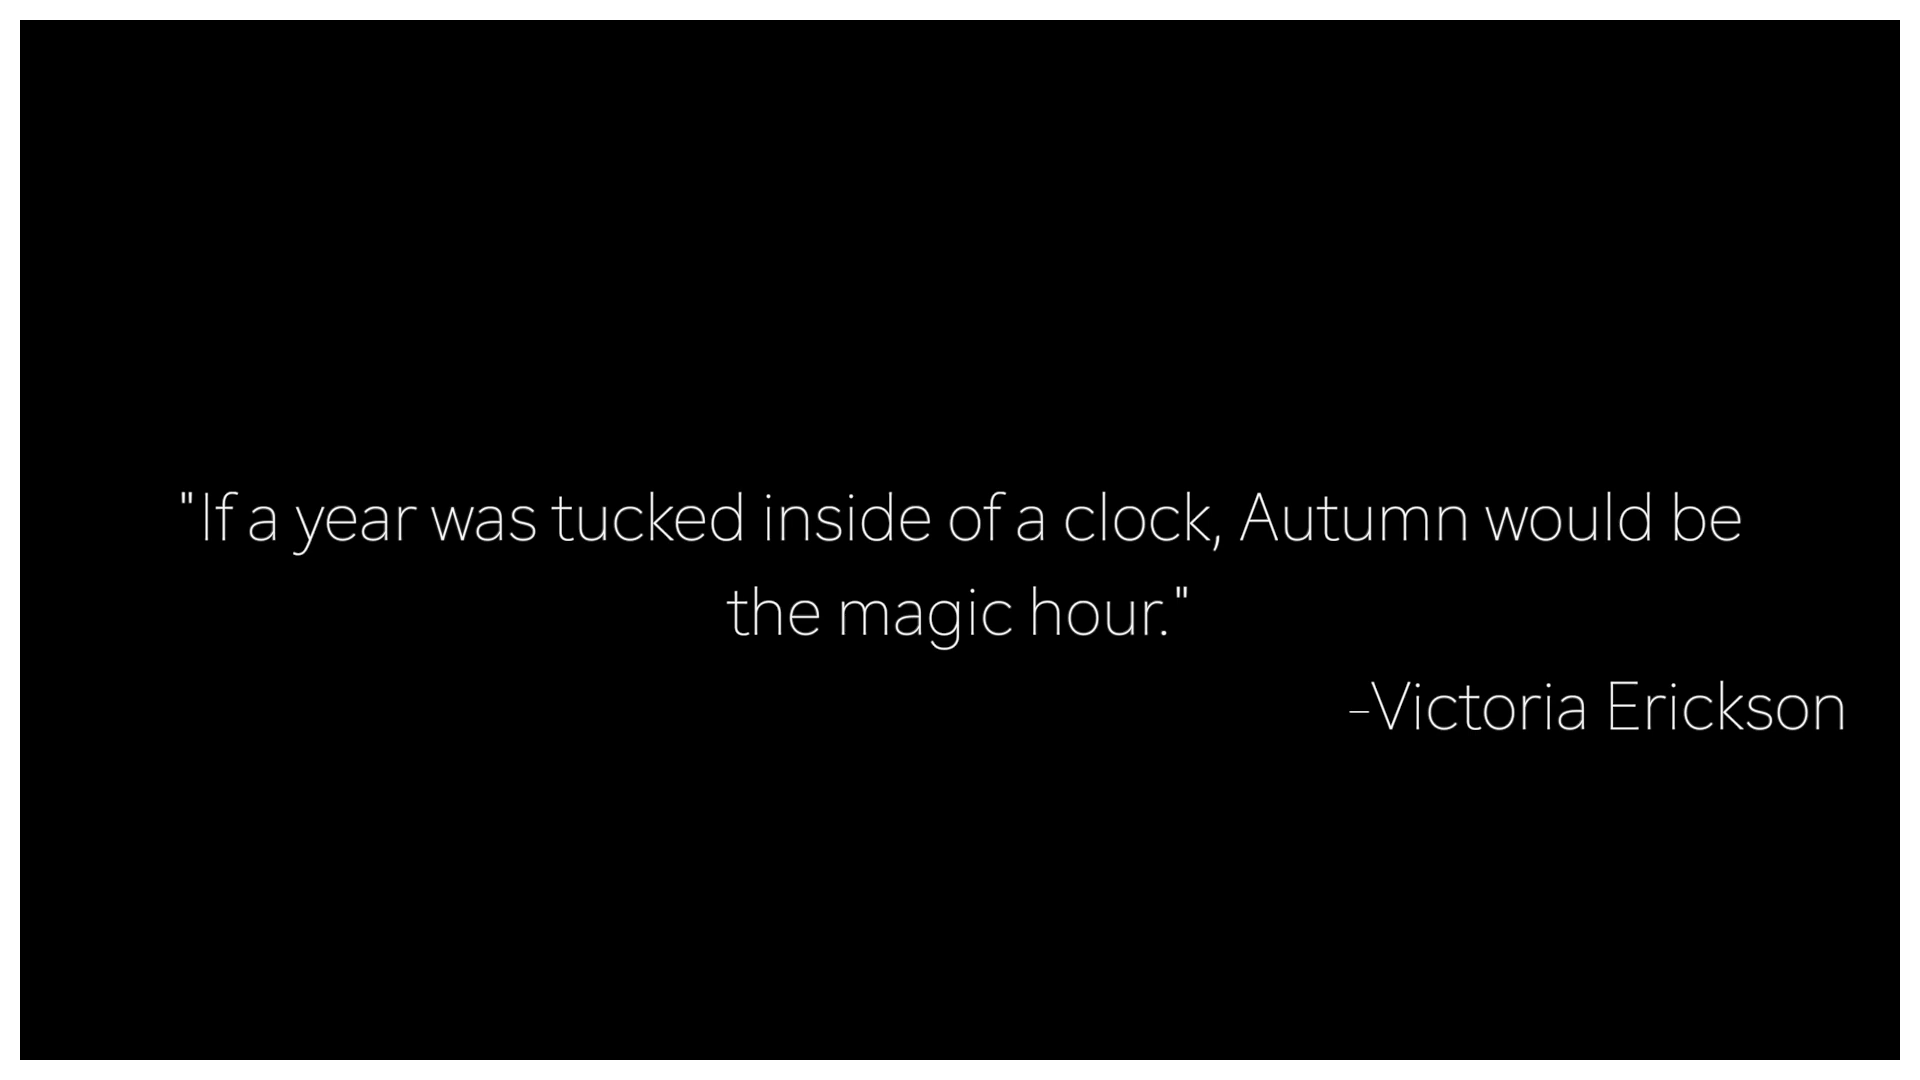 "If a year was tucked inside of a clock, Autumn would be
the magic hour."
-Victoria Erickson